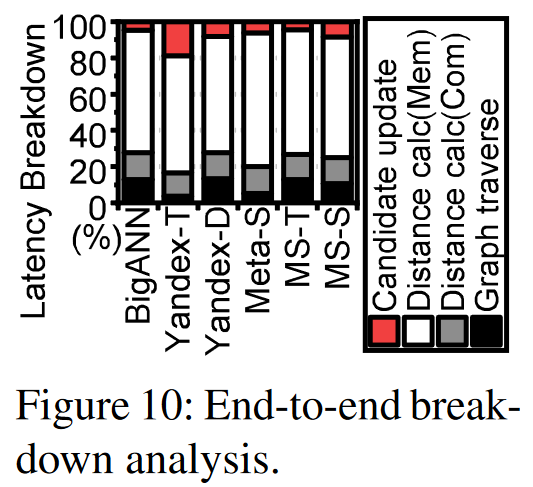 Latency Breakdown
(%)
100
80
60
40
20
0
BigANN
Yandex-T
Yandex-D
Meta-S
MS-T
MS-S
Candidate update
Distance calc(Mem)
Distance calc(Com)
Graph traverse
Figure 10: End-to-end break-
down analysis.